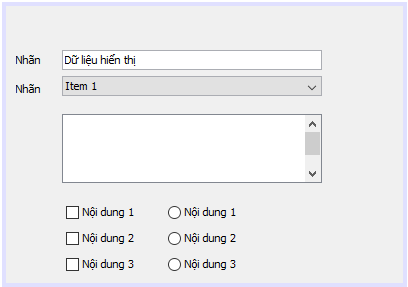 Nhãn Dữ liệu hiển thị
Nhãn Item 1
Nội dung 1 Nội dung 1
Nội dung 2 Nội dung 2
Nội dung 3 Nội dung 3